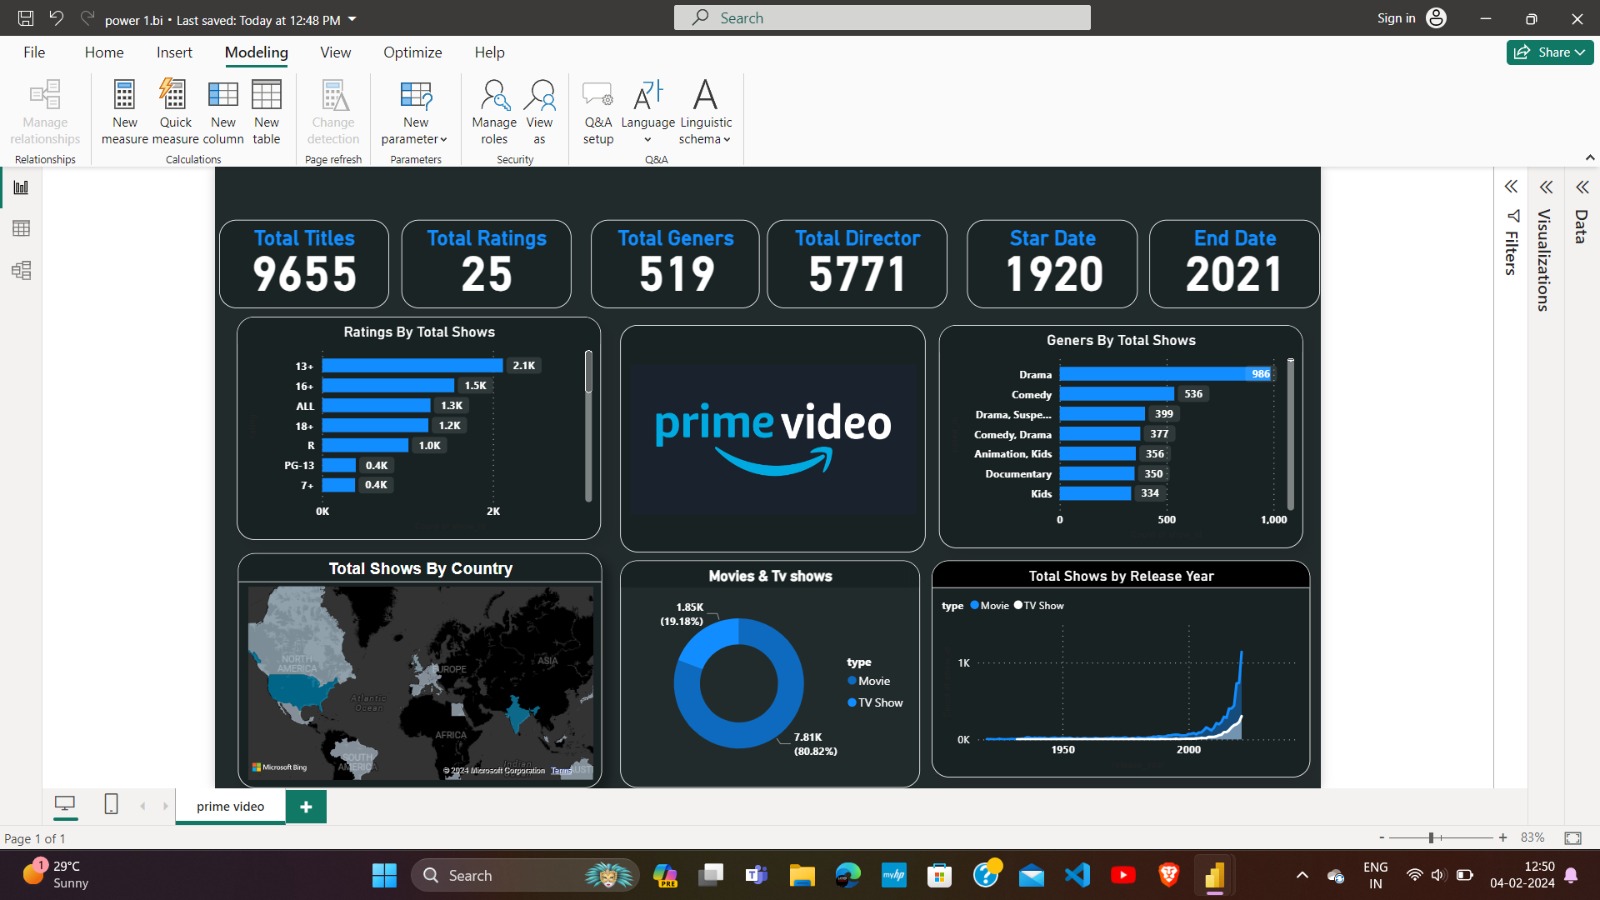 power 1.bi • Last saved: Today at 12:48 PM
Search
Sign in
File
Home
Insert
Modeling
View
Optimize
Help
Share
Manage
relationships
New
measure
Quick
measure
New
column
New
table
Change
detection
New
parameter
Manage
roles
View
as
Q&A
setup
Language
Linguistic
schema
Relationships
Calculations
Page refresh
Parameters
Security
Q&A
Total Titles
9655
Total Ratings
25
Total Geners
519
Total Director
5771
Star Date
1920
End Date
2021
Filters
Visualizations
Data
Ratings By Total Shows
13+ 2.1K
16+ 1.5K
ALL 1.3K
18+ 1.2K
R 1.0K
PG-13 0.4K
7+ 0.4K
0K 2K
prime video
Geners By Total Shows
Drama 986
Comedy 536
Drama, Suspe... 399
Comedy, Drama 377
Animation, Kids 356
Documentary 350
Kids 334
0 500 1,000
Total Shows By Country
NORTH
AMERICA
EUROPE
ASIA
Atlantic
Ocean
AFRICA
SOUTH
AMERICA
Microsoft Bing
© 2024 Microsoft Corporation Terms
Movies & Tv shows
1.85K
(19.18%)
7.81K
(80.82%)
type
Movie
TV Show
Total Shows by Release Year
type Movie TV Show
1K
0K
1950 2000
prime video
+
Page 1 of 1
- + 83%
1
29°C
Sunny
Search
PRE
myhp
ENG
IN
12:50
04-02-2024